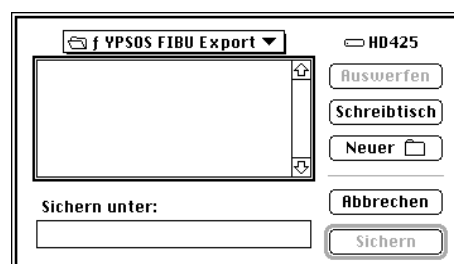 ƒ YPSOS FIBU Export
HD425
Auswerfen
Schreibtisch
Neuer
Sichern unter:
Abbrechen
Sichern